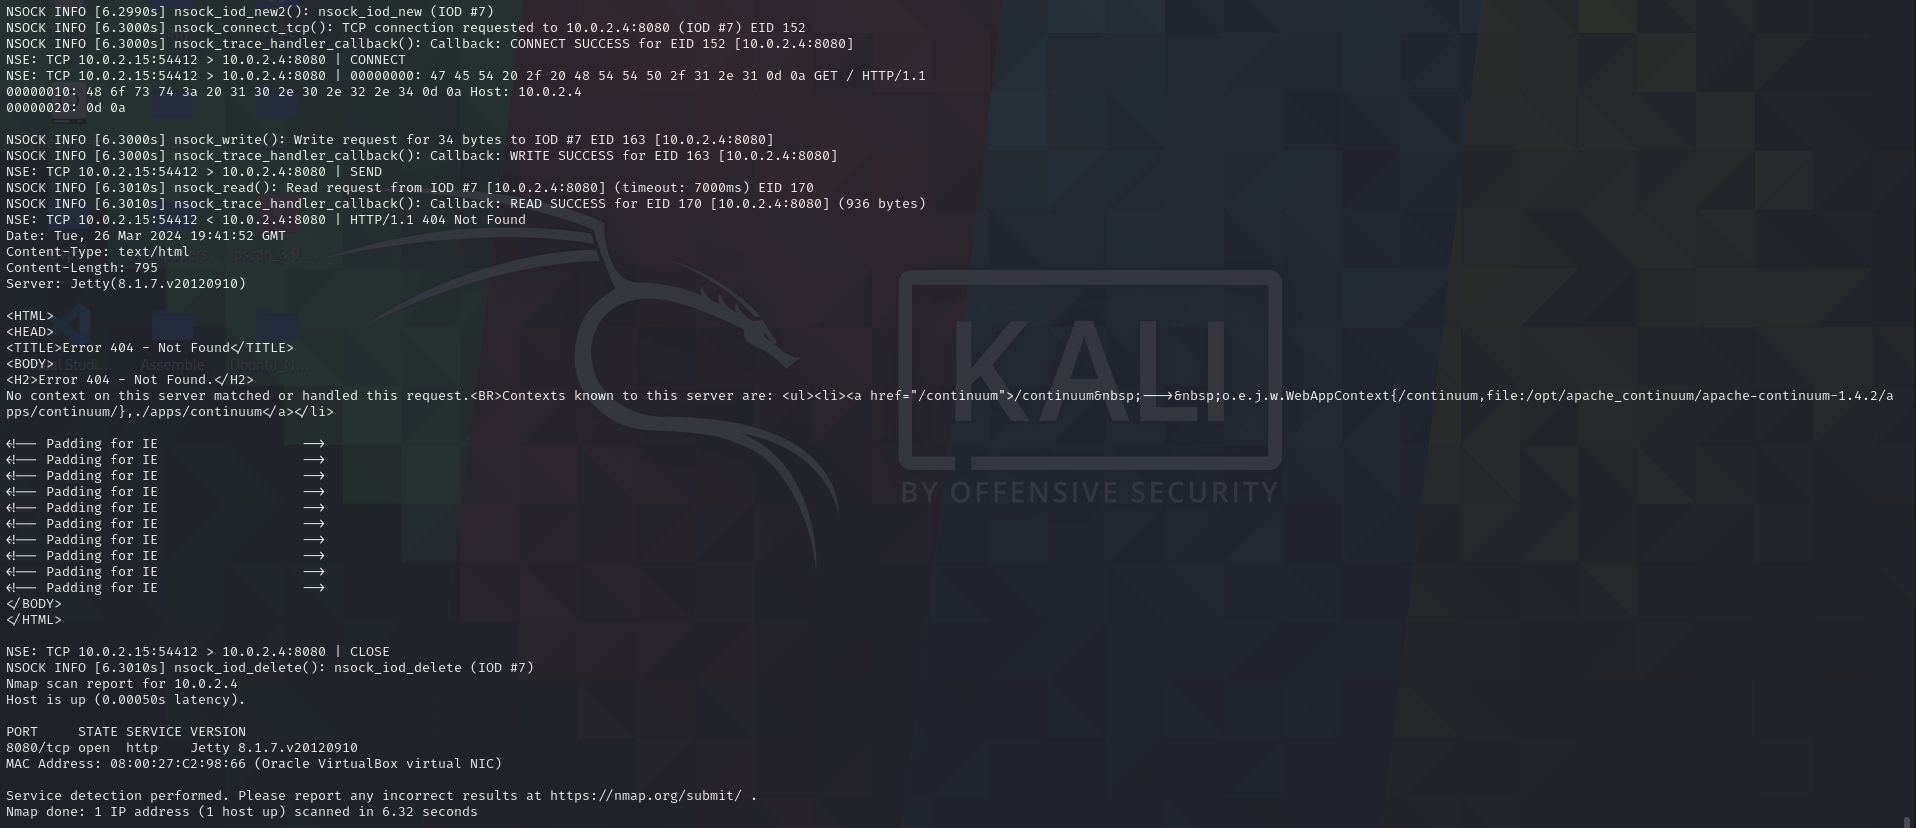 NSOCK INFO [6.2990s] nsock_iod_new2(): nsock_iod_new (IOD #7)
NSOCK INFO [6.3000s] nsock_connect_tcp(): TCP connection requested to 10.0.2.4:8080 (IOD #7) EID 152
NSOCK INFO [6.3000s] nsock_trace_handler_callback(): Callback: CONNECT SUCCESS for EID 152 [10.0.2.4:8080]
NSE: TCP 10.0.2.15:54412 > 10.0.2.4:8080 | CONNECT
NSE: TCP 10.0.2.15:54412 > 10.0.2.4:8080 | 00000000: 47 45 54 20 2f 20 48 54 54 50 2f 31 2e 31 0d 0a GET / HTTP/1.1
00000010: 48 6f 73 74 3a 20 31 30 2e 30 2e 32 2e 34 0d 0a Host: 10.0.2.4
00000020: 0d 0a
NSOCK INFO [6.3000s] nsock_write(): Write request for 34 bytes to IOD #7 EID 163 [10.0.2.4:8080]
NSOCK INFO [6.3000s] nsock_trace_handler_callback(): Callback: WRITE SUCCESS for EID 163 [10.0.2.4:8080]
NSE: TCP 10.0.2.15:54412 > 10.0.2.4:8080 | SEND
NSOCK INFO [6.3010s] nsock_read(): Read request from IOD #7 [10.0.2.4:8080] (timeout: 7000ms) EID 170
NSOCK INFO [6.3010s] nsock_trace_handler_callback(): Callback: READ SUCCESS for EID 170 [10.0.2.4:8080] (936 bytes)
NSE: TCP 10.0.2.15:54412 < 10.0.2.4:8080 | HTTP/1.1 404 Not Found
Date: Tue, 26 Mar 2024 19:41:52 GMT
Content-Type: text/html
Content-Length: 795
Server: Jetty(8.1.7.v20120910)
<HTML>
<HEAD>
<TITLE>Error 404 - Not Found</TITLE>
<BODY>
<H2>Error 404 - Not Found.</H2>
No context on this server matched or handled this request.<BR>Contexts known to this server are: <ul><li><a href="/continuum">/continuum&nbsp;--->&nbsp;o.e.j.w.WebAppContext{/continuum,file:/opt/apache_continuum/apache-continuum-1.4.2/a
pps/continuum/},./apps/continuum</a></li>
<!-- Padding for IE                  -->
<!-- Padding for IE                  -->
<!-- Padding for IE                  -->
<!-- Padding for IE                  -->
<!-- Padding for IE                  -->
<!-- Padding for IE                  -->
<!-- Padding for IE                  -->
<!-- Padding for IE                  -->
<!-- Padding for IE                  -->
<!-- Padding for IE                  -->
</BODY>
</HTML>
NSE: TCP 10.0.2.15:54412 > 10.0.2.4:8080 | CLOSE
NSOCK INFO [6.3010s] nsock_iod_delete(): nsock_iod_delete (IOD #7)
Nmap scan report for 10.0.2.4
Host is up (0.00050s latency).
PORT     STATE SERVICE VERSION
8080/tcp open  http    Jetty 8.1.7.v20120910
MAC Address: 08:00:27:C2:98:66 (Oracle VirtualBox virtual NIC)
Service detection performed. Please report any incorrect results at https://nmap.org/submit/ .
Nmap done: 1 IP address (1 host up) scanned in 6.32 seconds
KALI
BY OFFENSIVE SECURITY
Assemble